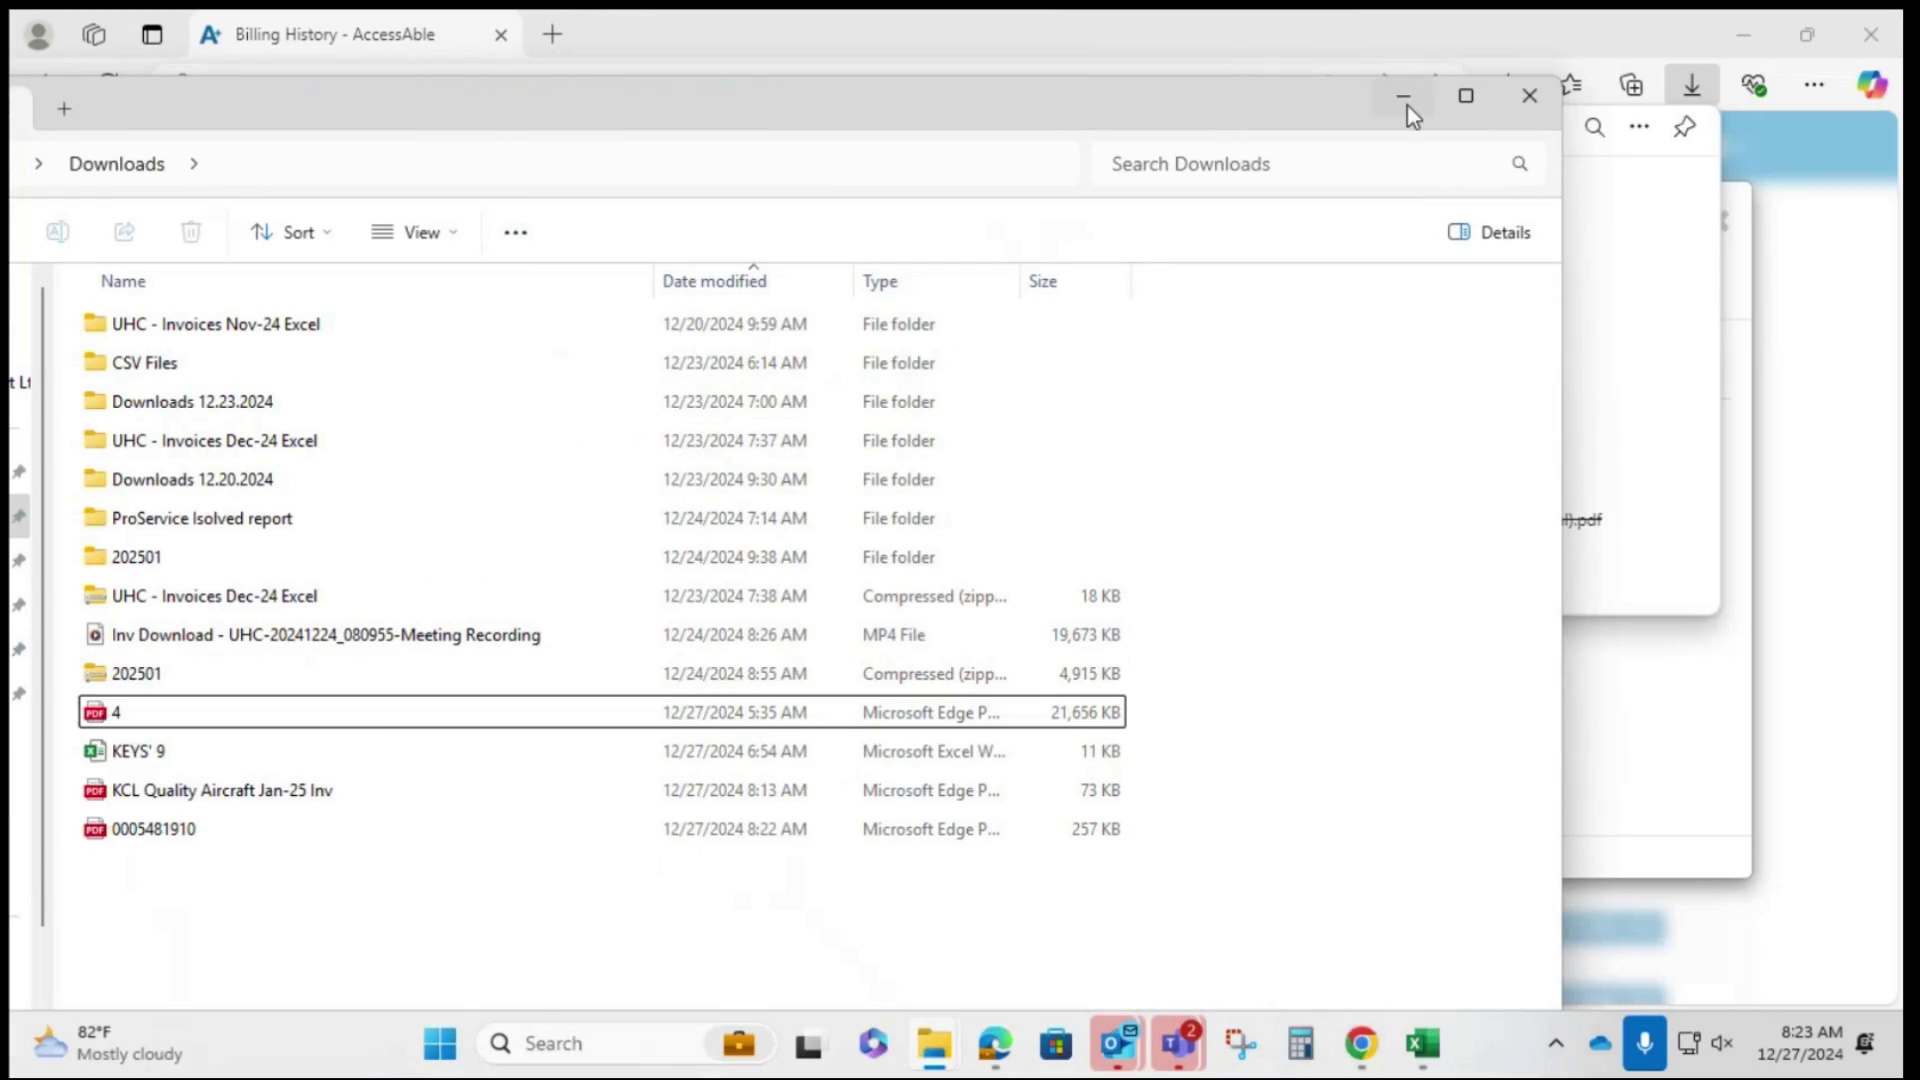 Billing History - AccessAble
Downloads
Search Downloads
Sort
View
Details
Name Date modified Type Size
UHC - Invoices Nov-24 Excel 12/20/2024 9:59 AM File folder
CSV Files 12/23/2024 6:14 AM File folder
t Lt
Downloads 12.23.2024 12/23/2024 7:00 AM File folder
UHC - Invoices Dec-24 Excel 12/23/2024 7:37 AM File folder
Downloads 12.20.2024 12/23/2024 9:30 AM File folder
ProService Isolved report 12/24/2024 7:14 AM File folder
.pdf
202501 12/24/2024 9:38 AM File folder
UHC - Invoices Dec-24 Excel 12/23/2024 7:38 AM Compressed (zipp... 18 KB
Inv Download - UHC-20241224_080955-Meeting Recording 12/24/2024 8:26 AM MP4 File 19,673 KB
202501 12/24/2024 8:55 AM Compressed (zipp... 4,915 KB
PDF 4 12/27/2024 5:35 AM Microsoft Edge P... 21,656 KB
KEYS' 9 12/27/2024 6:54 AM Microsoft Excel W... 11 KB
PDF KCL Quality Aircraft Jan-25 Inv 12/27/2024 8:13 AM Microsoft Edge P... 73 KB
PDF 0005481910 12/27/2024 8:22 AM Microsoft Edge P... 257 KB
82°F
Mostly cloudy
Search
2
8:23 AM
12/27/2024